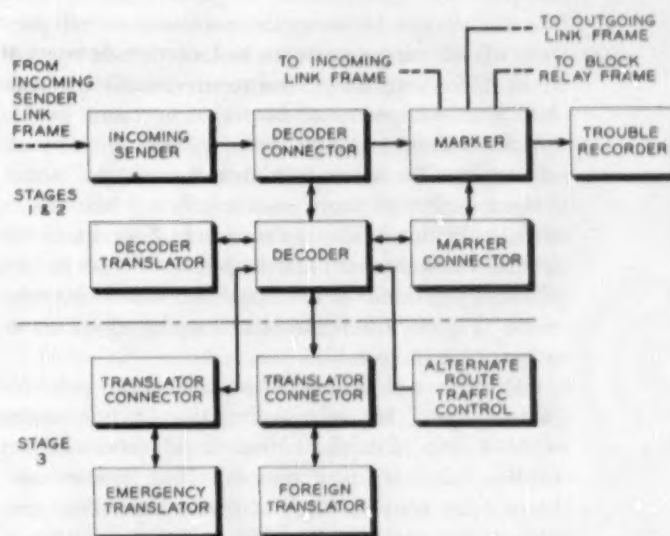 TO OUTGOING
LINK FRAME
TO INCOMING
LINK FRAME
TO BLOCK
RELAY FRAME
FROM
INCOMING
SENDER
LINK
FRAME
INCOMING
SENDER
DECODER
CONNECTOR
MARKER
TROUBLE
RECORDER
STAGES
1 & 2
DECODER
TRANSLATOR
DECODER
MARKER
CONNECTOR
TRANSLATOR
CONNECTOR
TRANSLATOR
CONNECTOR
ALTERNATE
ROUTE
TRAFFIC
CONTROL
STAGE
3
EMERGENCY
TRANSLATOR
FOREIGN
TRANSLATOR